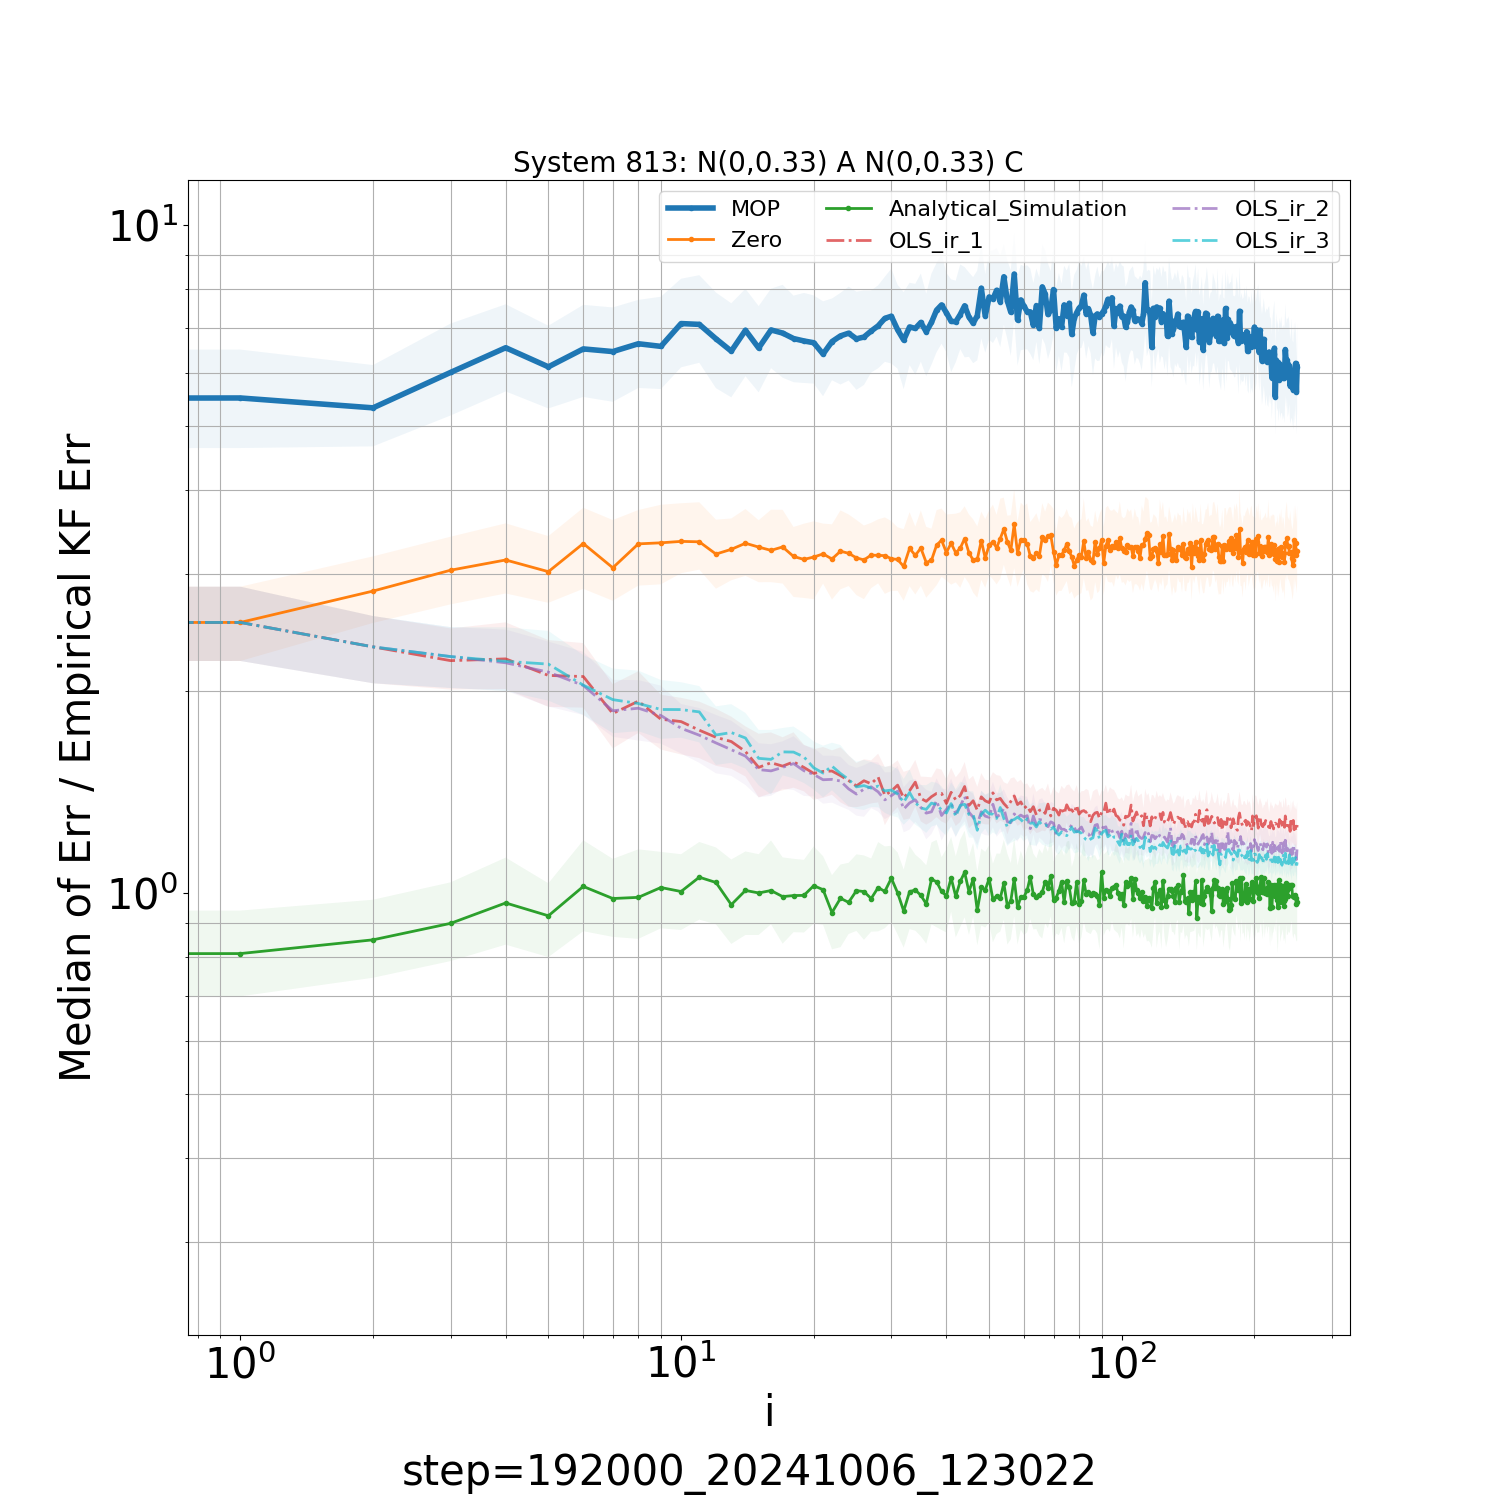 System 813: N(0,0.33) A N(0,0.33) C
10¹
MOP
Zero
Analytical_Simulation
OLS_ir_1
OLS_ir_2
OLS_ir_3
Median of Err / Empirical KF Err
10⁰
10⁰ 10¹ 10²
i
step=192000_20241006_123022